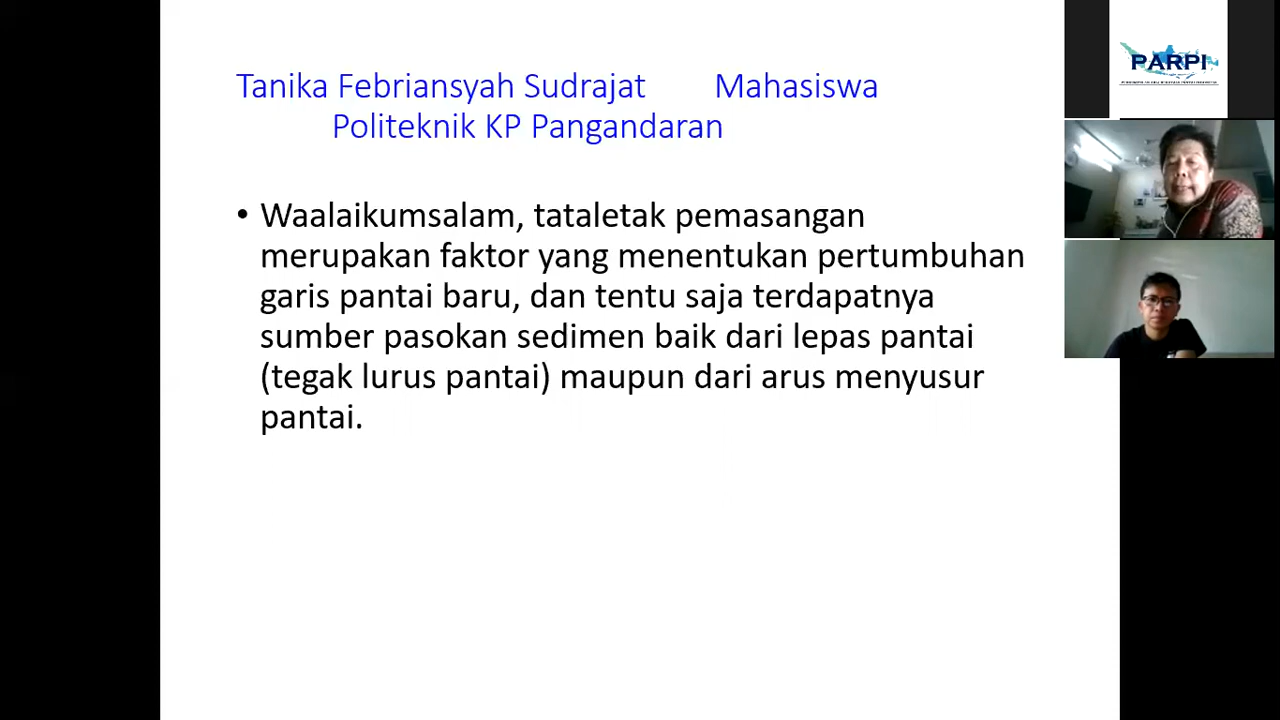 Tanika Febriansyah Sudrajat Mahasiswa
Politeknik KP Pangandaran
• Waalaikumsalam, tataletak pemasangan
merupakan faktor yang menentukan pertumbuhan
garis pantai baru, dan tentu saja terdapatnya
sumber pasokan sedimen baik dari lepas pantai
(tegak lurus pantai) maupun dari arus menyusur
pantai.
PARPI